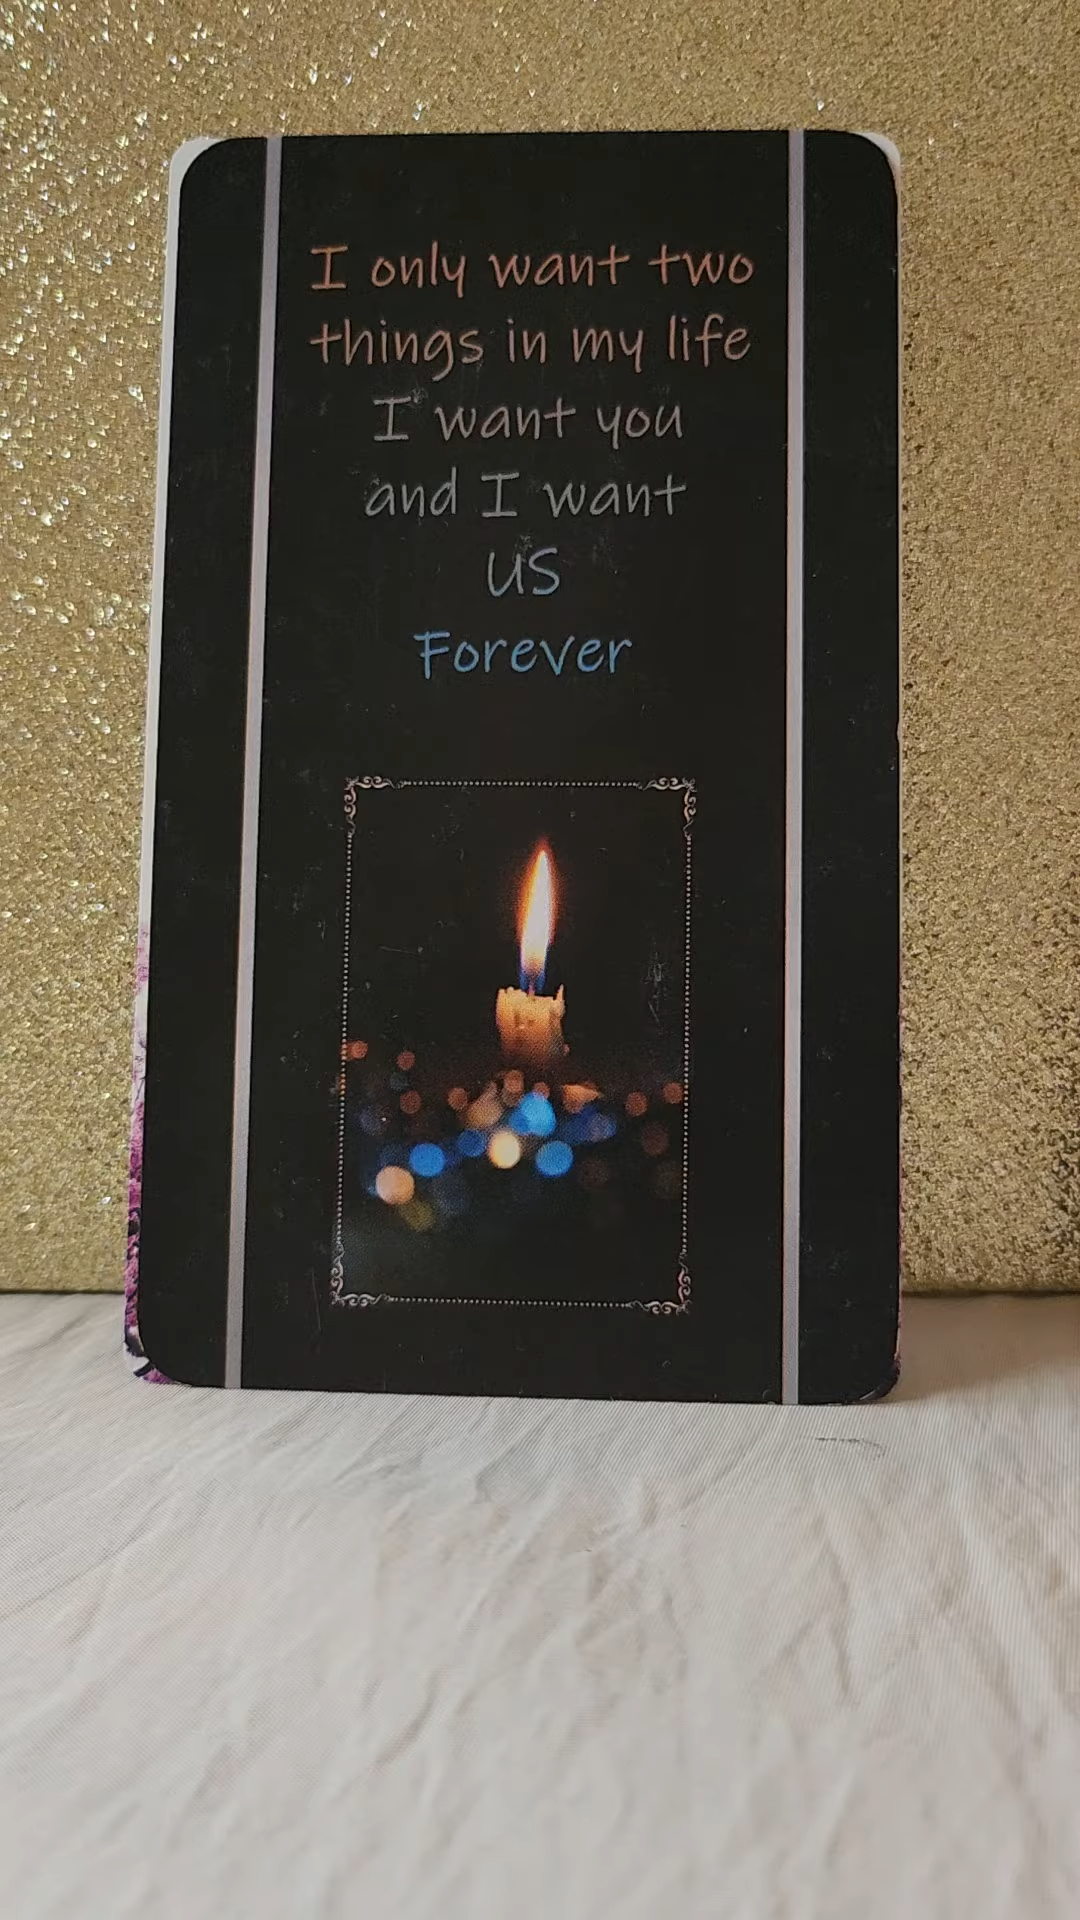 I only want two
things in my life
I want you
and I want
US
Forever